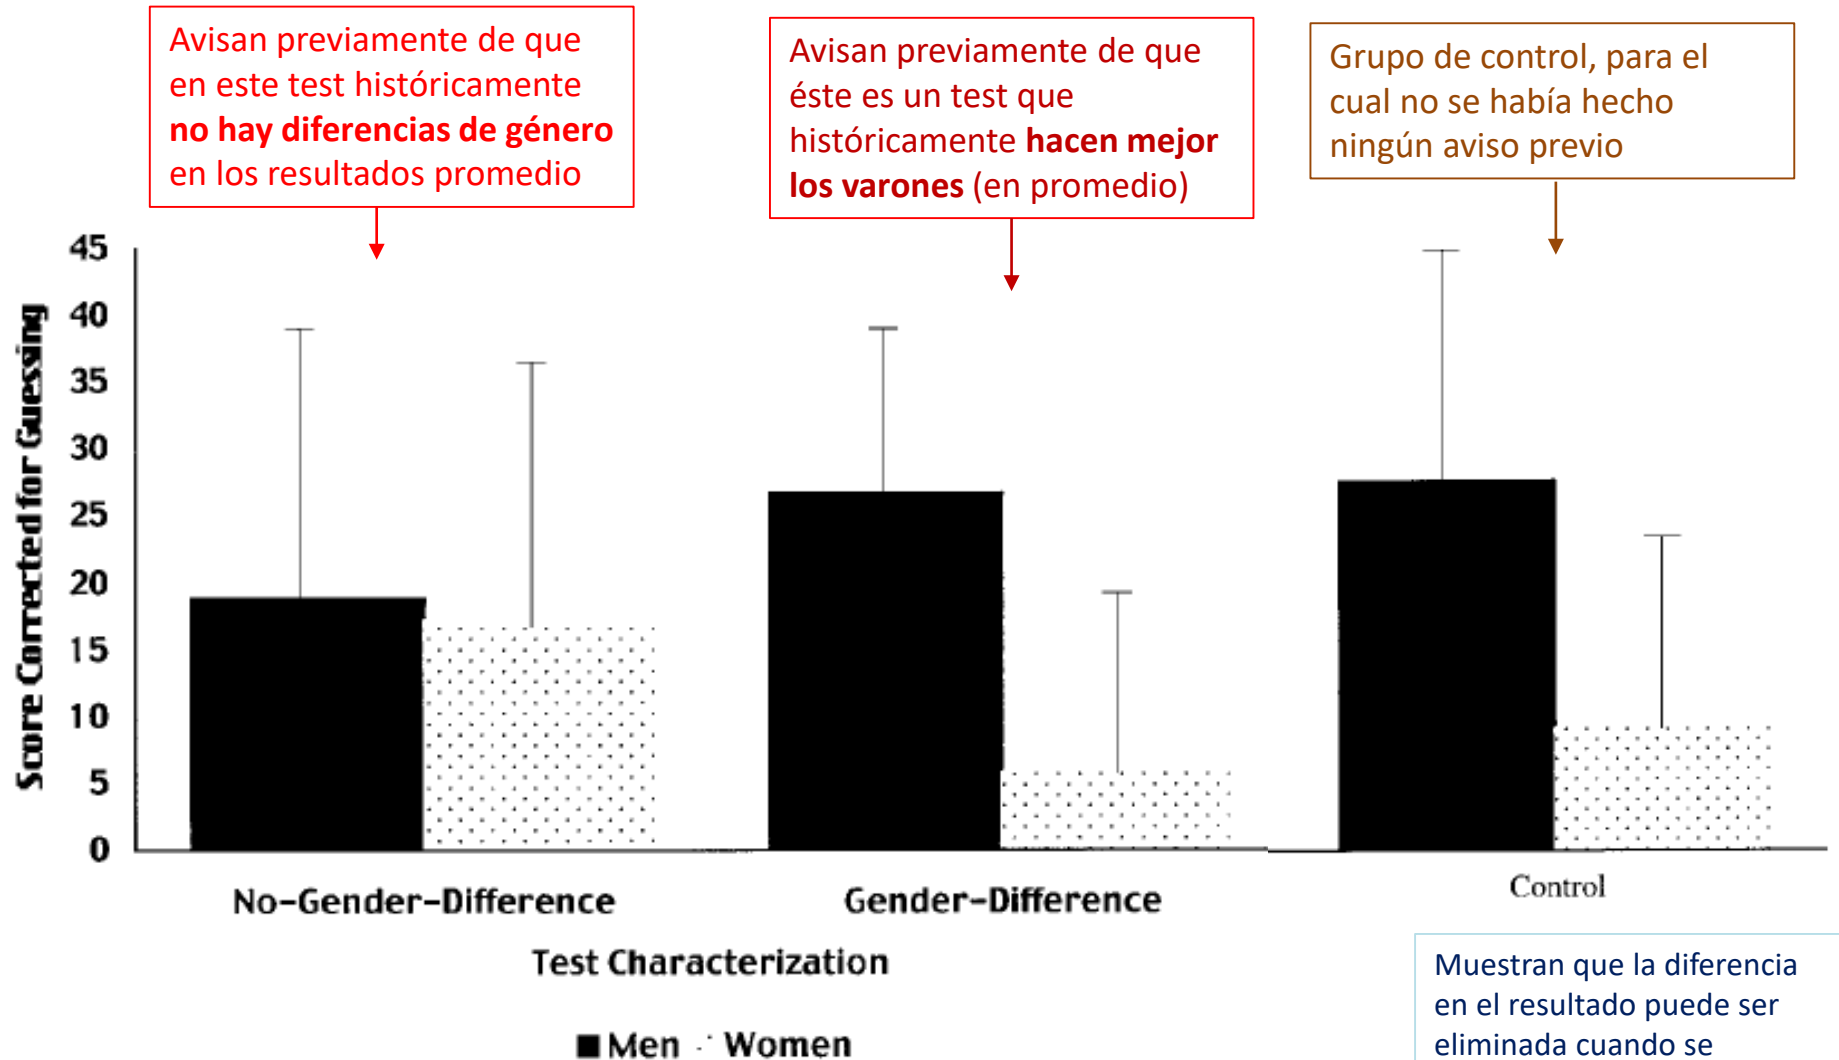 Avisan previamente de que
en este test históricamente
no hay diferencias de género
en los resultados promedio
Avisan previamente de que
éste es un test que
históricamente hacen mejor
los varones (en promedio)
Grupo de control, para el
cual no se había hecho
ningún aviso previo
Score Corrected for Guessing
45
40
35
30
25
20
15
10
5
0
No-Gender-Difference
Gender-Difference
Control
Test Characterization
Men
Women
Muestran que la diferencia
en el resultado puede ser
eliminada cuando se